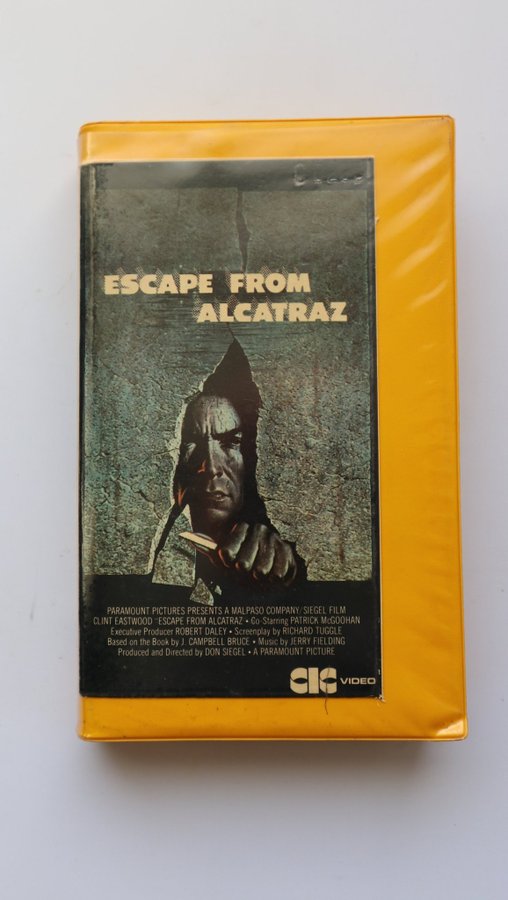 ESCAPE FROM
ALCATRAZ
PARAMOUNT PICTURES PRESENTS A MALPASO COMPANY/SIEGEL FILM
CLINT EASTWOOD "ESCAPE FROM ALCATRAZ • Co-Starring PATRICK McGOOHAN
Executive Producer ROBERT DALEY • Screenplay by RICHARD TUGGLE
Based on the Book by J. CAMPBELL BRUCE • Music by JERRY FIELDING
Produced and Directed by DON SIEGEL • A PARAMOUNT PICTURE
CIC VIDEO